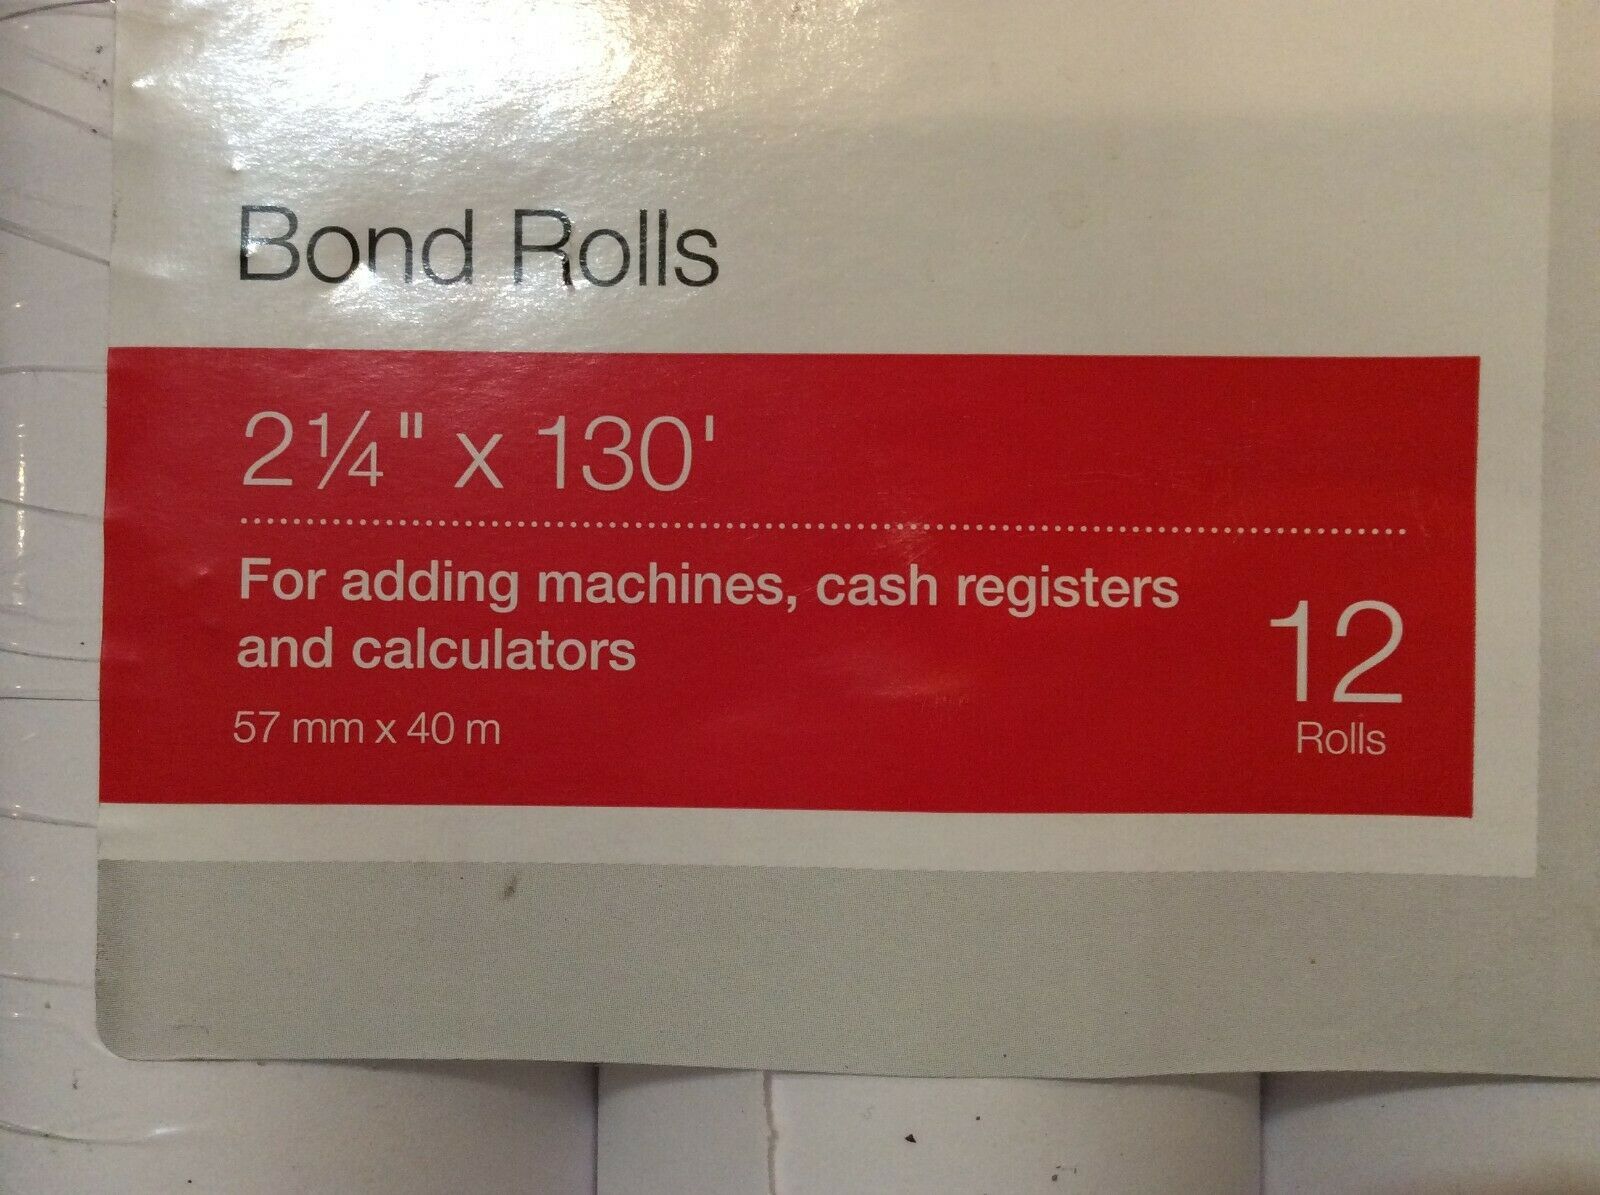 Bond Rolls
2¼" x 130'
For adding machines, cash registers
and calculators
57 mm x 40 m
12
Rolls